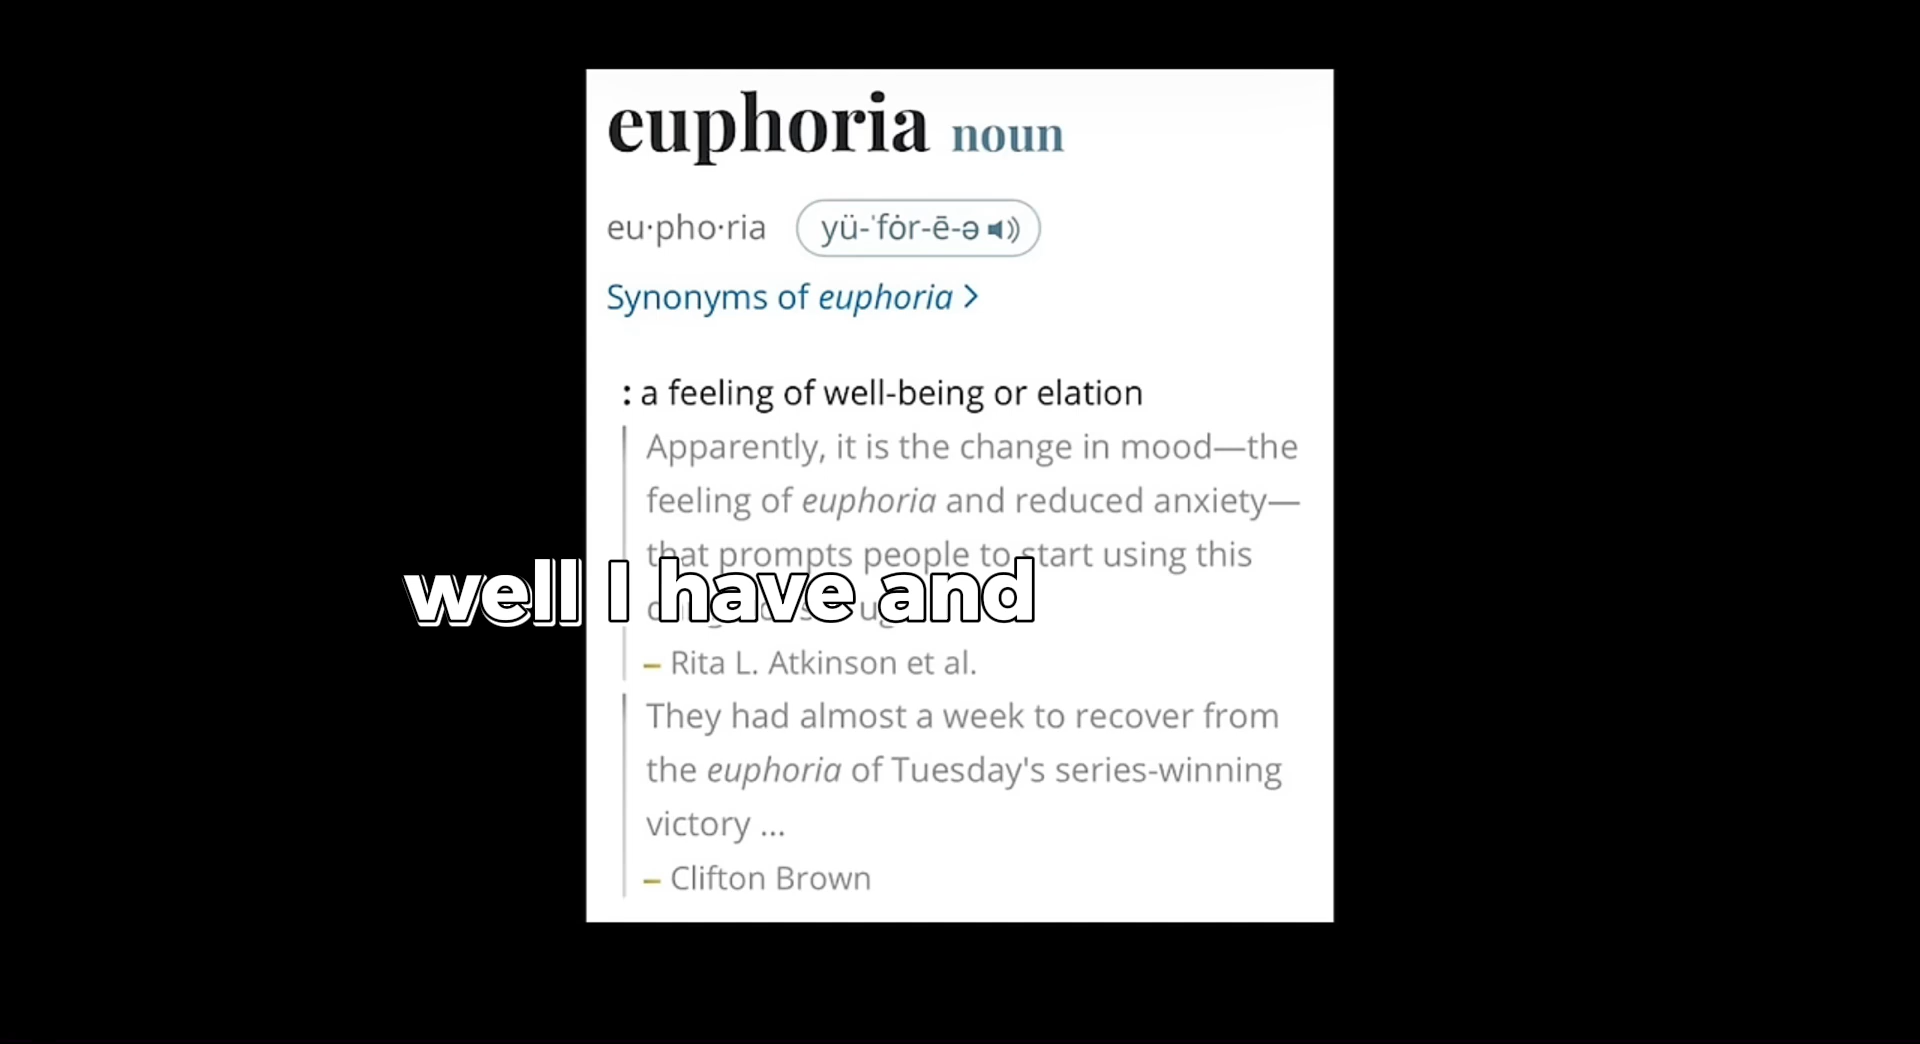 euphoria noun
eu·pho·ria yü-ˈfȯr-ē-ə
Synonyms of euphoria >
: a feeling of well-being or elation
Apparently, it is the change in mood—the
feeling of euphoria and reduced anxiety—
that prompts people to start using this
well I have and
– Rita L. Atkinson et al.
They had almost a week to recover from
the euphoria of Tuesday's series-winning
victory ...
– Clifton Brown